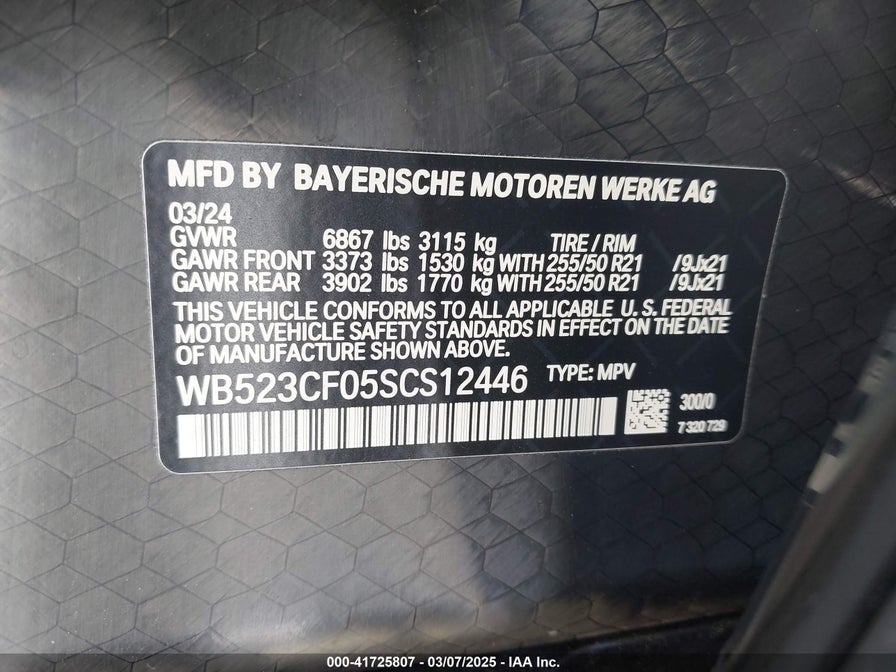 MFD BY BAYERISCHE MOTOREN WERKE AG
03/24
GVWR 6867 lbs 3115 kg TIRE / RIM
GAWR FRONT 3373 lbs 1530 kg WITH 255/50 R21 /9Jx21
GAWR REAR 3902 lbs 1770 kg WITH 255/50 R21 /9Jx21
THIS VEHICLE CONFORMS TO ALL APPLICABLE U.S. FEDERAL
MOTOR VEHICLE SAFETY STANDARDS IN EFFECT ON THE DATE
OF MANUFACTURE SHOWN ABOVE.
WB523CF05SCS12446 TYPE: MPV
300/0
7 320 729
000-41725807 - 03/07/2025 - IAA Inc.